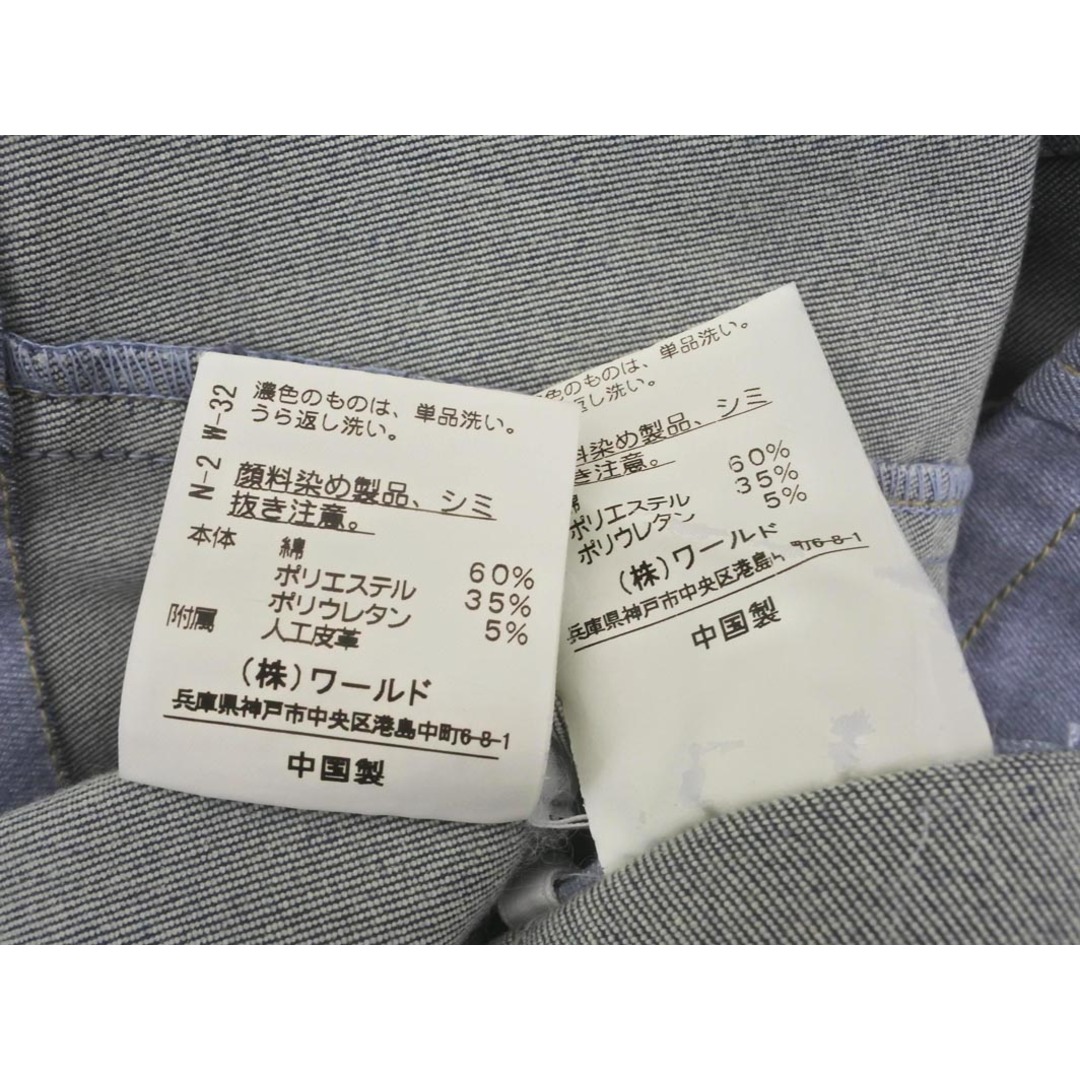 N-2 W-32
濃色のものは、単品洗い。
うら返し洗い。
顔料染め製品、シミ
抜き注意。
本体 綿 60%
ポリエステル 35%
ポリウレタン 5%
附属 人工皮革
(株)ワールド
兵庫県神戸市中央区港島中町6-8-1
中国製
色のものは、単品洗い。
返し洗い。
料染め製品、シミ
き注意。
綿 60%
ポリエステル 35%
ポリウレタン 5%
(株)ワールド
兵庫県神戸市中央区港島 町6-8-1
中国製